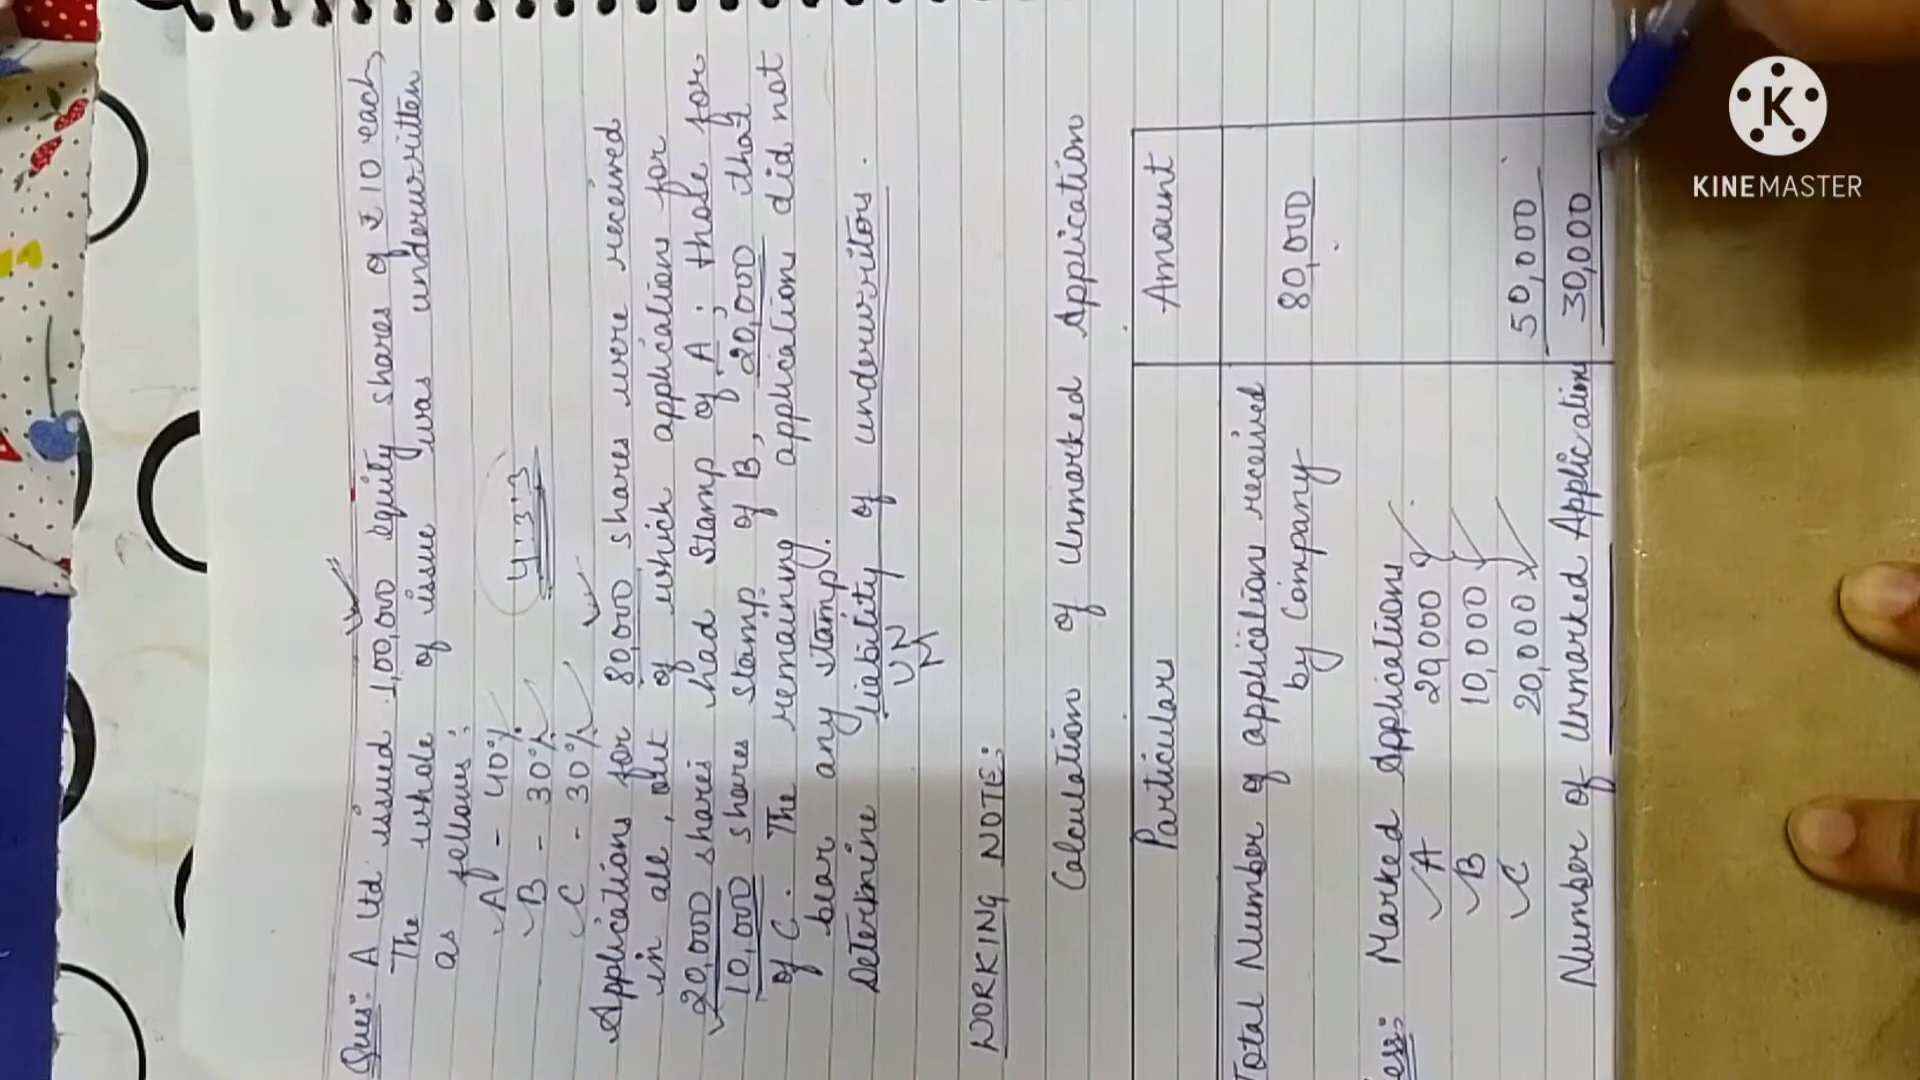 Ques: A Ltd. issued 1,00,000 equity shares of ₹ 10 each,
The whole of issue was underwritten
as follows:
A - 40%
B - 30%
C - 30%
4:3:3
Applications for 80,000 shares were received
in all, out of which applications for
20,000 shares had stamp of A; those for
10,000 shares stamp of B, 20,000 that
of C. The remaining applications did not
bear any stamp.
Determine liability of underwritors.
UN
M
WORKING NOTE:
Calculation of Unmarked Application
Particulars Amount
Total Number of application received 80,000
by Company
Less: Marked Applications
A 20,000
B 10,000
C 20,000 50,000
Number of Unmarked Application 30,000
K
KINEMASTER